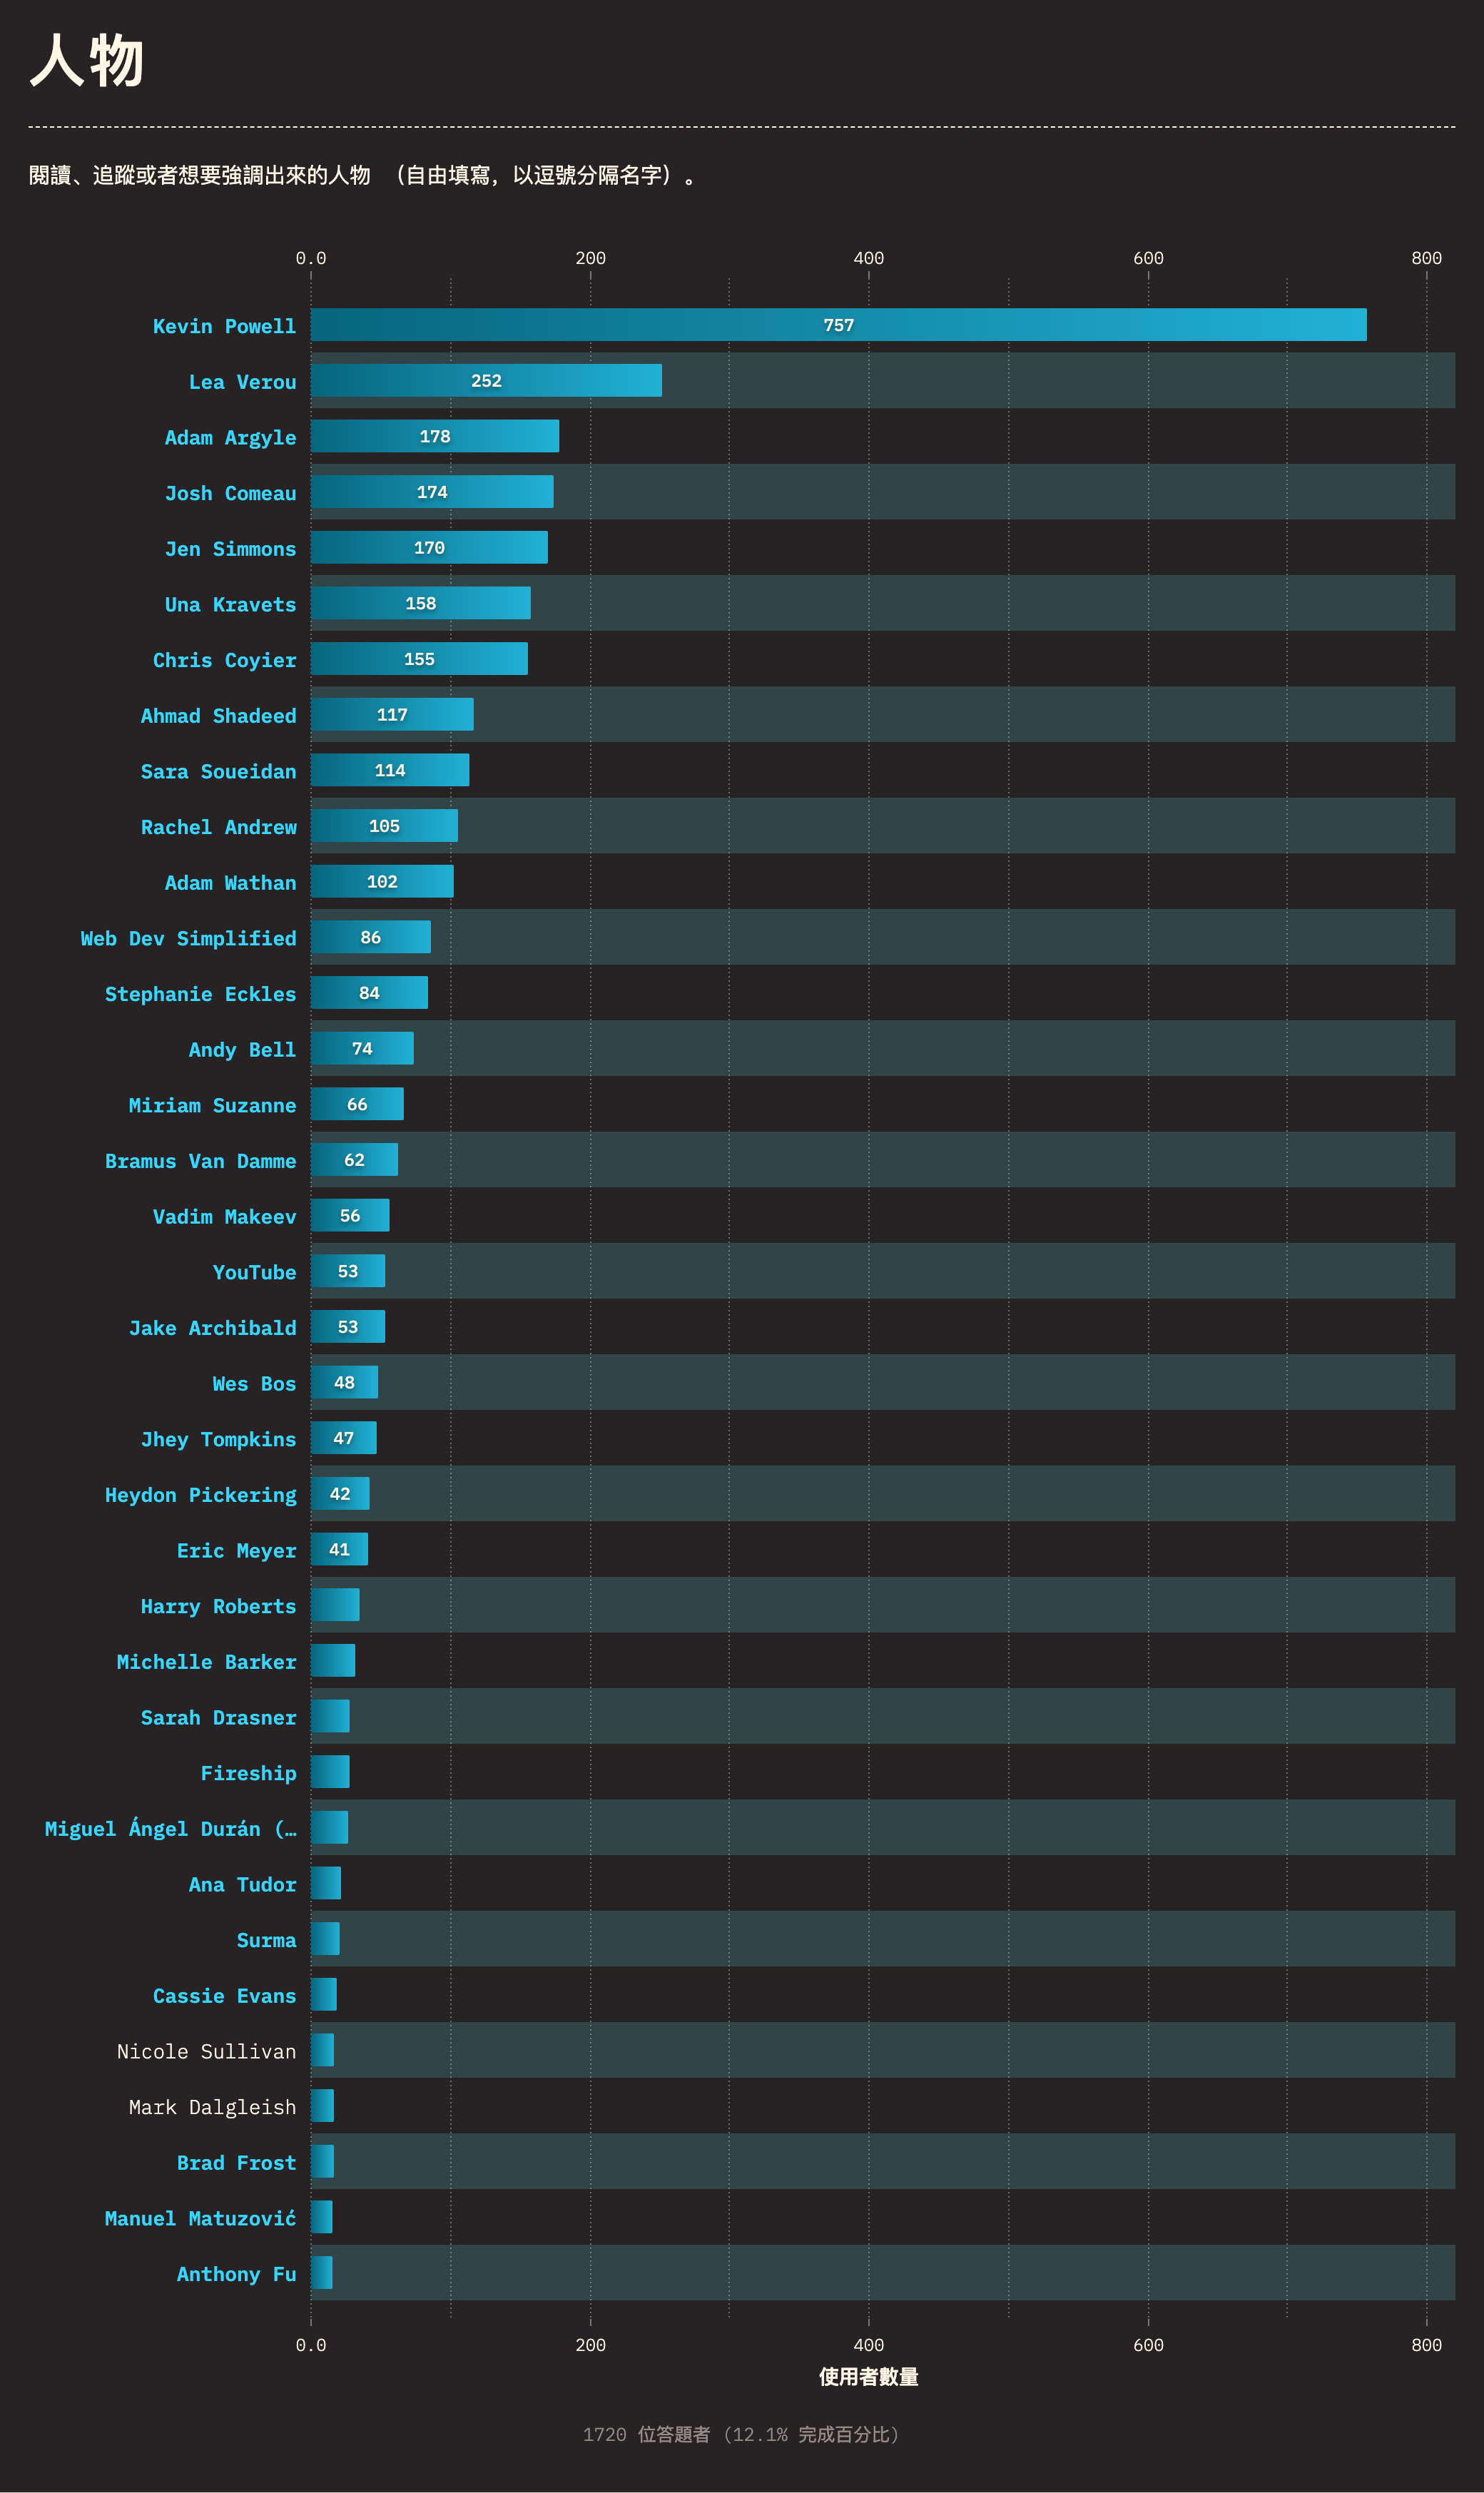 人物
閱讀、追蹤或者想要強調出來的人物 （自由填寫，以逗號分隔名字）。
0.0 200 400 600 800
Kevin Powell 757
Lea Verou 252
Adam Argyle 178
Josh Comeau 174
Jen Simmons 170
Una Kravets 158
Chris Coyier 155
Ahmad Shadeed 117
Sara Soueidan 114
Rachel Andrew 105
Adam Wathan 102
Web Dev Simplified 86
Stephanie Eckles 84
Andy Bell 74
Miriam Suzanne 66
Bramus Van Damme 62
Vadim Makeev 56
YouTube 53
Jake Archibald 53
Wes Bos 48
Jhey Tompkins 47
Heydon Pickering 42
Eric Meyer 41
Harry Roberts
Michelle Barker
Sarah Drasner
Fireship
Miguel Ángel Durán (…
Ana Tudor
Surma
Cassie Evans
Nicole Sullivan
Mark Dalgleish
Brad Frost
Manuel Matuzović
Anthony Fu
0.0 200 400 600 800
使用者數量
1720 位答題者 (12.1% 完成百分比)